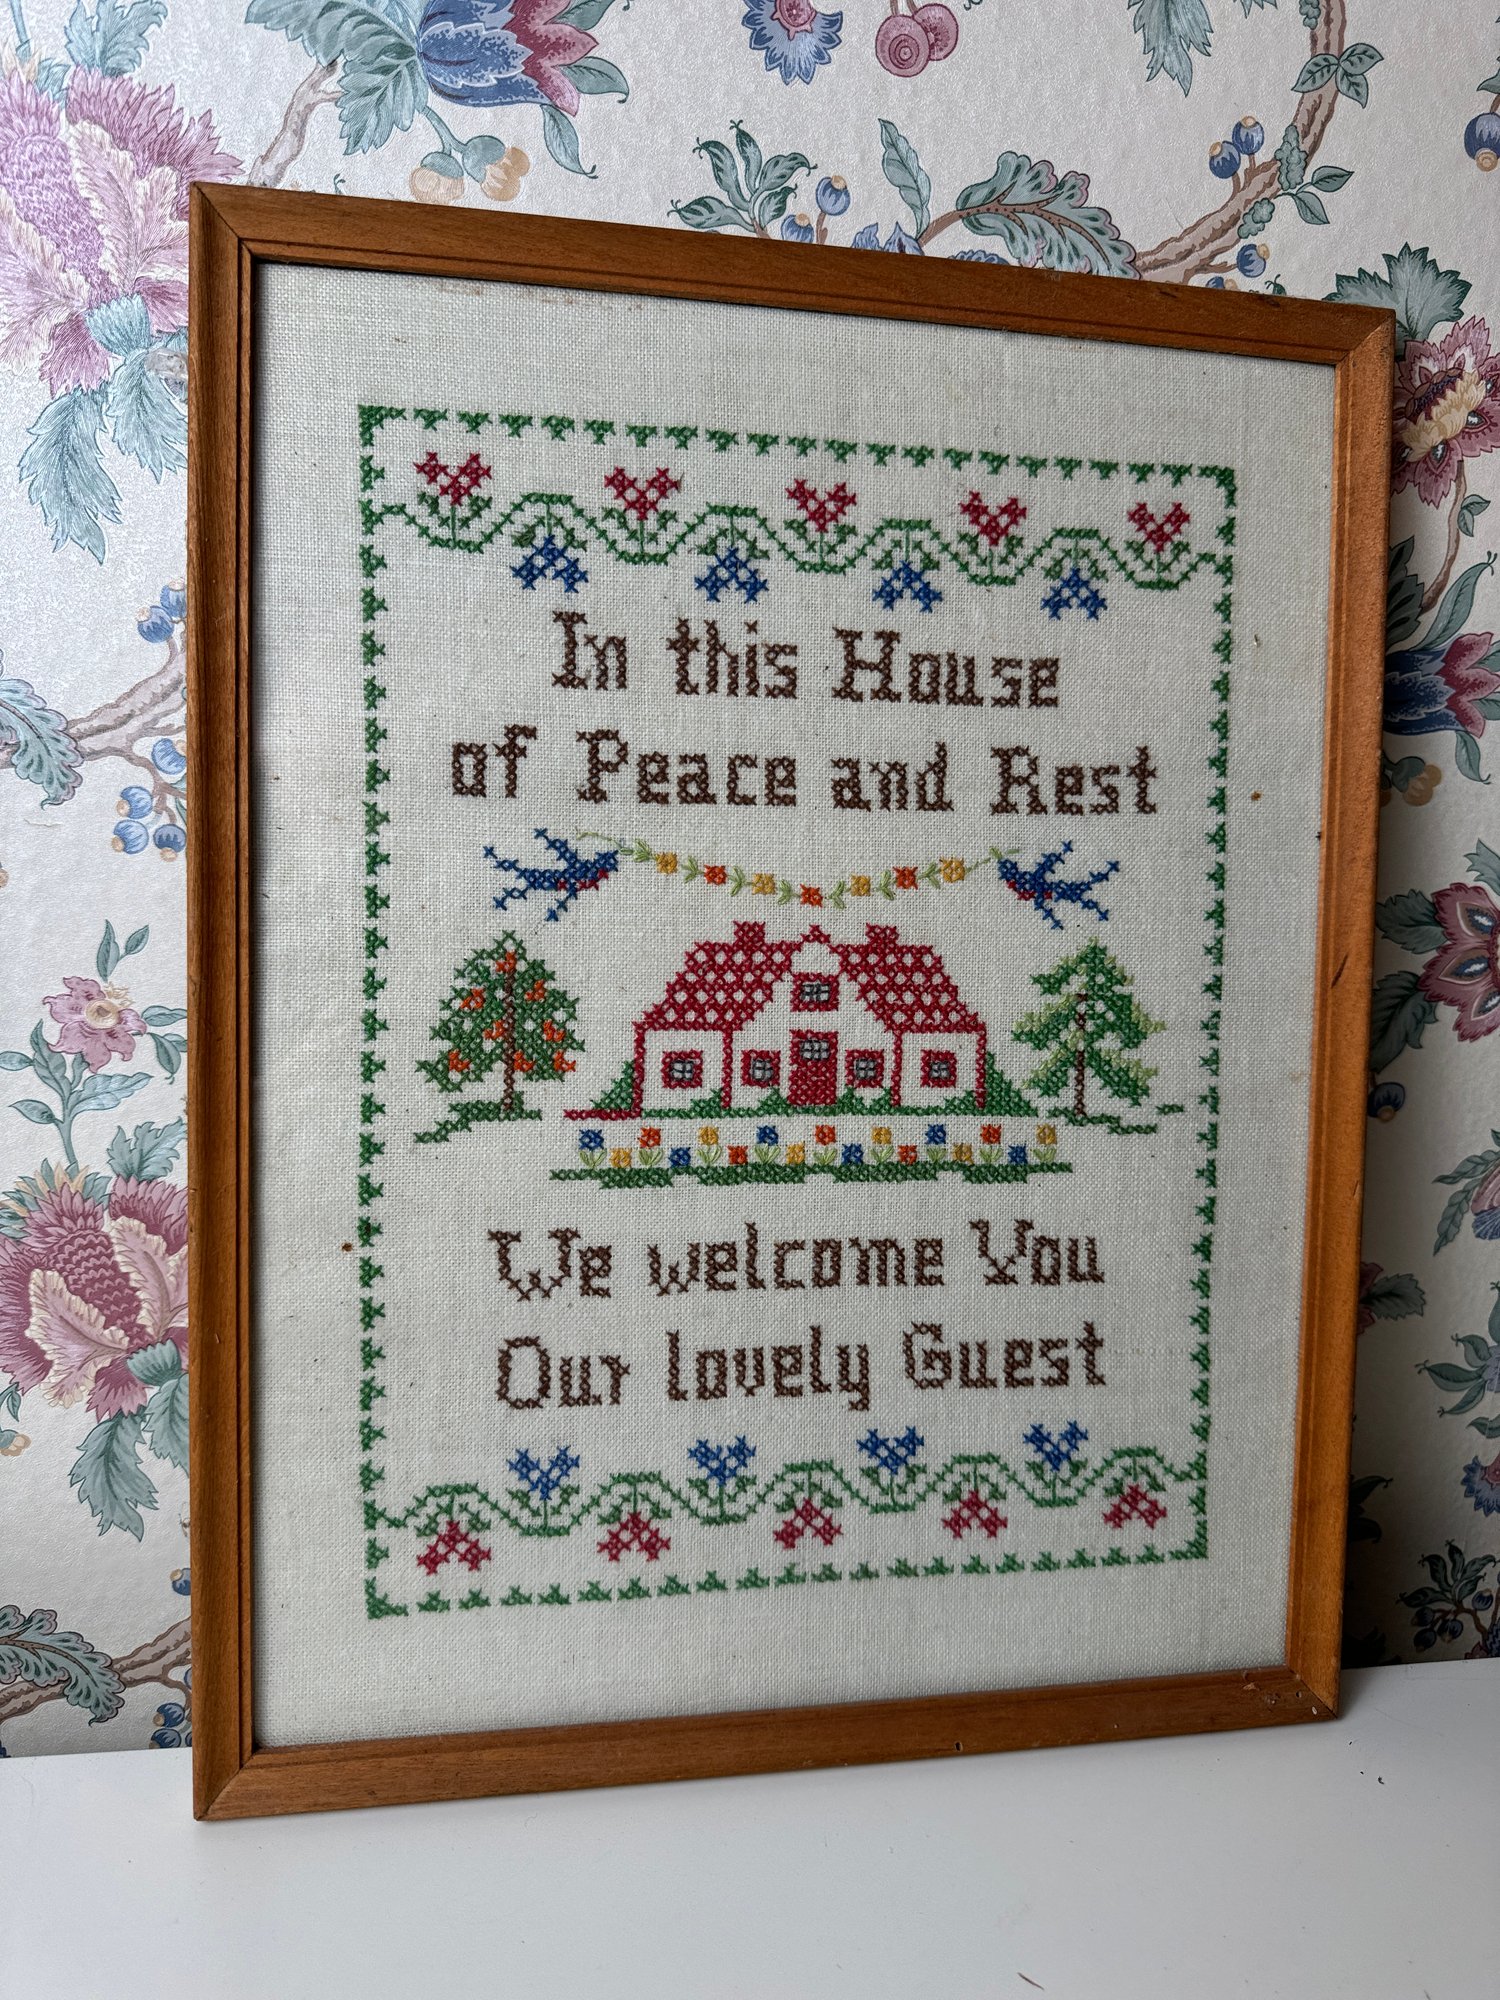 In this House
of Peace and Rest
We welcome You
Our lovely Guest